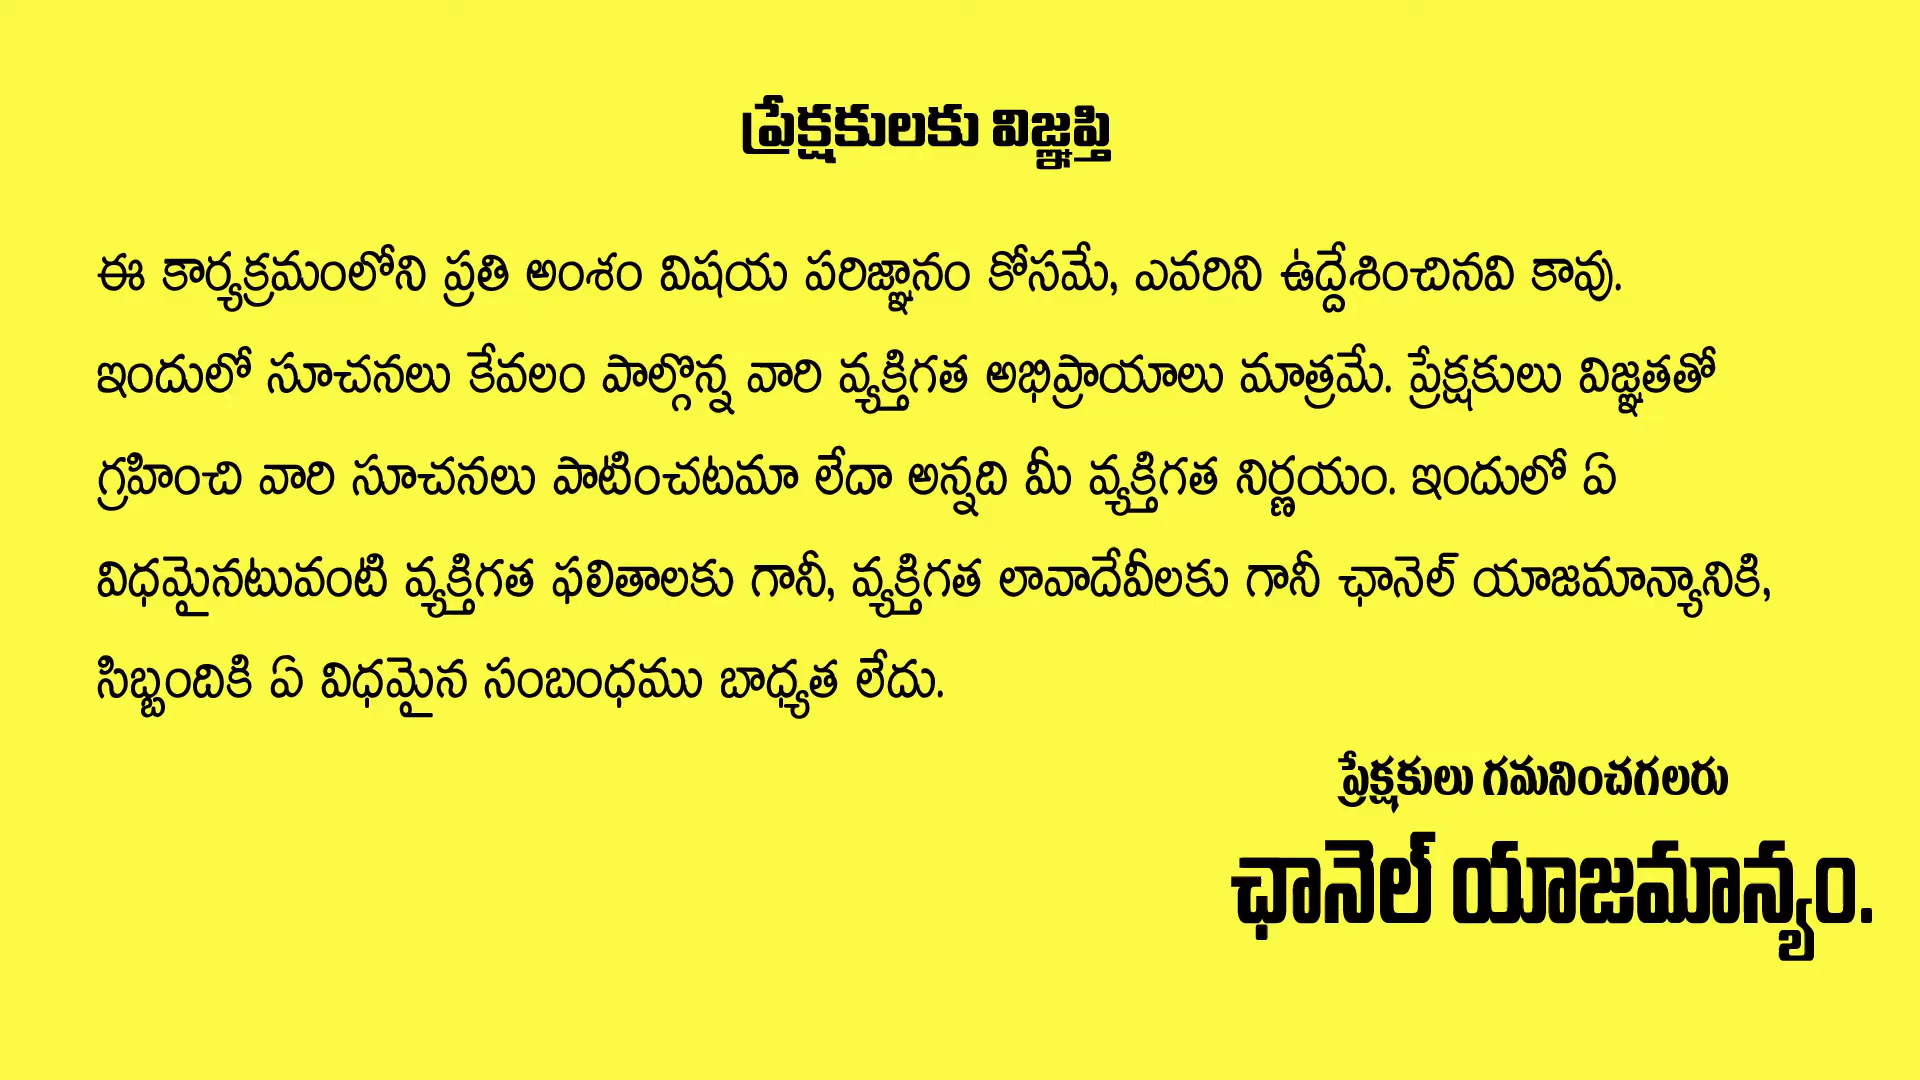 ప్రేక్షకులకు విజ్ఞప్తి
ఈ కార్యక్రమంలోని ప్రతి అంశం విషయ పరిజ్ఞానం కోసమే, ఎవరిని ఉద్దేశించినవి కావు.
ఇందులో సూచనలు కేవలం పాల్గొన్న వారి వ్యక్తిగత అభిప్రాయాలు మాత్రమే. ప్రేక్షకులు విజ్ఞతతో
గ్రహించి వారి సూచనలు పాటించటమా లేదా అన్నది మీ వ్యక్తిగత నిర్ణయం. ఇందులో ఏ
విధమైనటువంటి వ్యక్తిగత ఫలితాలకు గానీ, వ్యక్తిగత లావాదేవీలకు గానీ ఛానెల్ యాజమాన్యానికి,
సిబ్బందికి ఏ విధమైన సంబంధము బాధ్యత లేదు.
ప్రేక్షకులు గమనించగలరు
ఛానెల్ యాజమాన్యం.